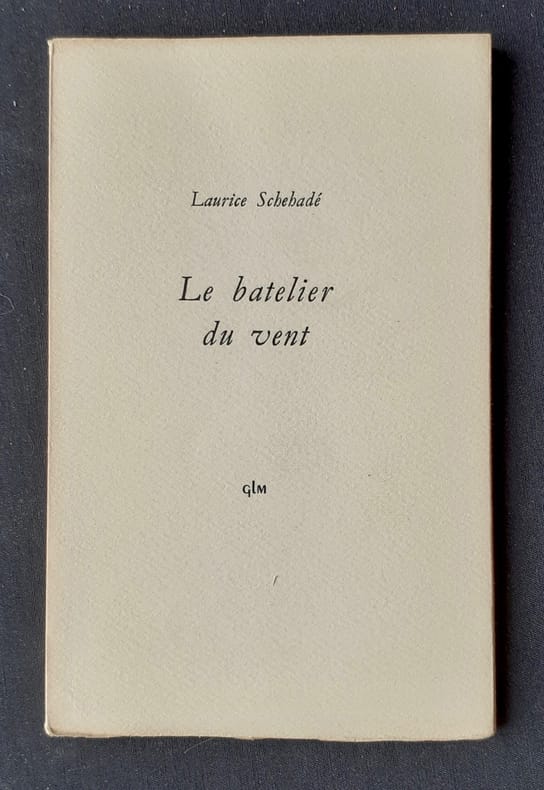 Laurice Schehadé
Le batelier
du vent
GLM